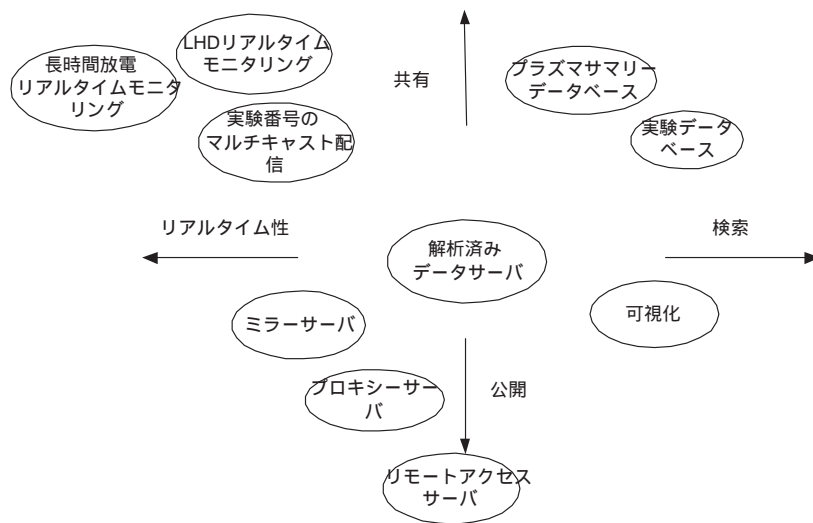 LHDリアルタイム
モニタリング
長時間放電
リアルタイムモニタ
リング
実験番号の
マルチキャスト配
信
共有
プラズマサマリー
データベース
実験データ
ベース
リアルタイム性
検索
解析済み
データサーバ
ミラーサーバ
可視化
プロキシーサー
バ
公開
リモートアクセス
サーバ